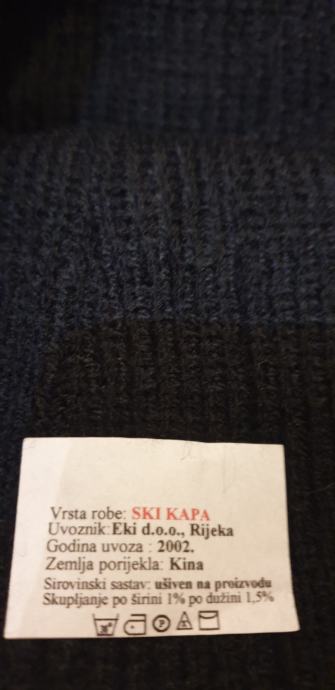 Vrsta robe: SKI KAPA
Uvoznik:Eki d.o.o., Rijeka
Godina uvoza : 2002.
Zemlja porijekla: Kina
Sirovinski sastav: ušiven na proizvodu
Skupljanje po širini 1% po dužini 1,5%